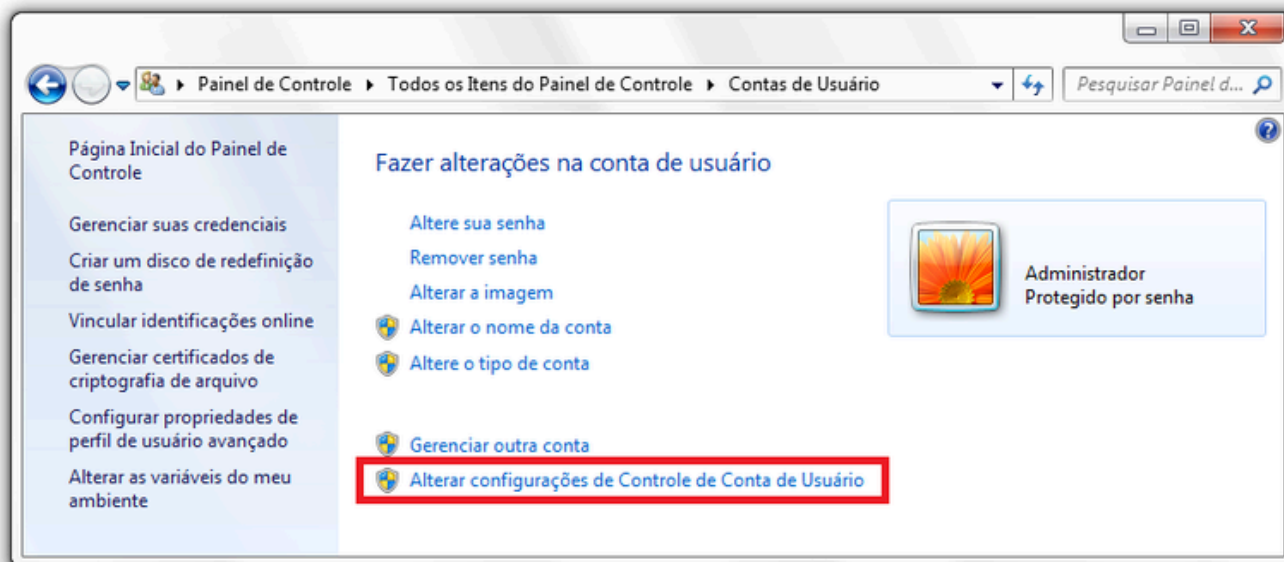 Painel de Controle ▸ Todos os Itens do Painel de Controle ▸ Contas de Usuário
Pesquisar Painel d...
Página Inicial do Painel de
Controle
Gerenciar suas credenciais
Criar um disco de redefinição
de senha
Vincular identificações online
Gerenciar certificados de
criptografia de arquivo
Configurar propriedades de
perfil de usuário avançado
Alterar as variáveis do meu
ambiente
Fazer alterações na conta de usuário
Altere sua senha
Remover senha
Alterar a imagem
Alterar o nome da conta
Altere o tipo de conta
Gerenciar outra conta
Alterar configurações de Controle de Conta de Usuário
Administrador
Protegido por senha